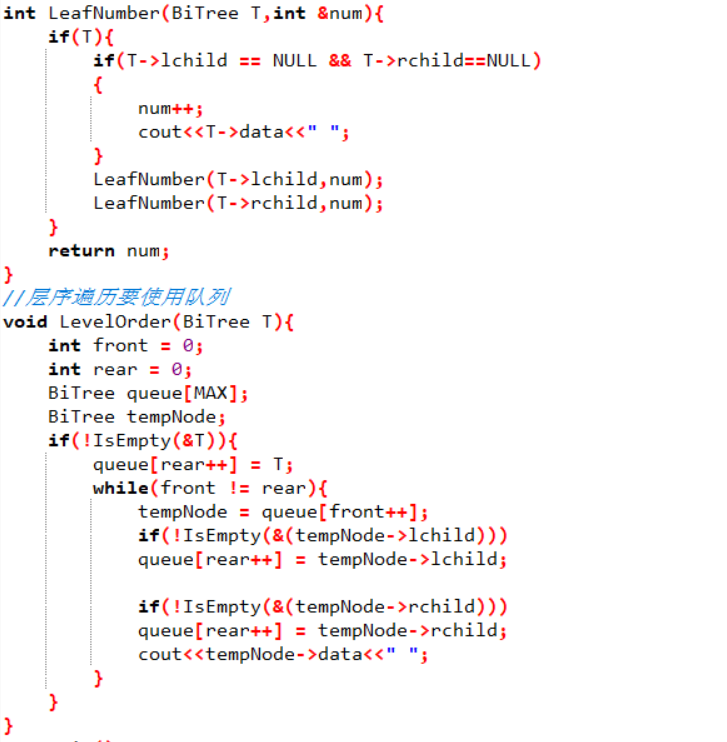 int LeafNumber(BiTree T,int &num){
if(T){
if(T->lchild == NULL && T->rchild==NULL)
{
num++;
cout<<T->data<<" ";
}
LeafNumber(T->lchild,num);
LeafNumber(T->rchild,num);
}
return num;
}
//层序遍历要使用队列
void LevelOrder(BiTree T){
int front = 0;
int rear = 0;
BiTree queue[MAX];
BiTree tempNode;
if(!IsEmpty(&T)){
queue[rear++] = T;
while(front != rear){
tempNode = queue[front++];
if(!IsEmpty(&(tempNode->lchild)))
queue[rear++] = tempNode->lchild;
if(!IsEmpty(&(tempNode->rchild)))
queue[rear++] = tempNode->rchild;
cout<<tempNode->data<<" ";
}
}
}